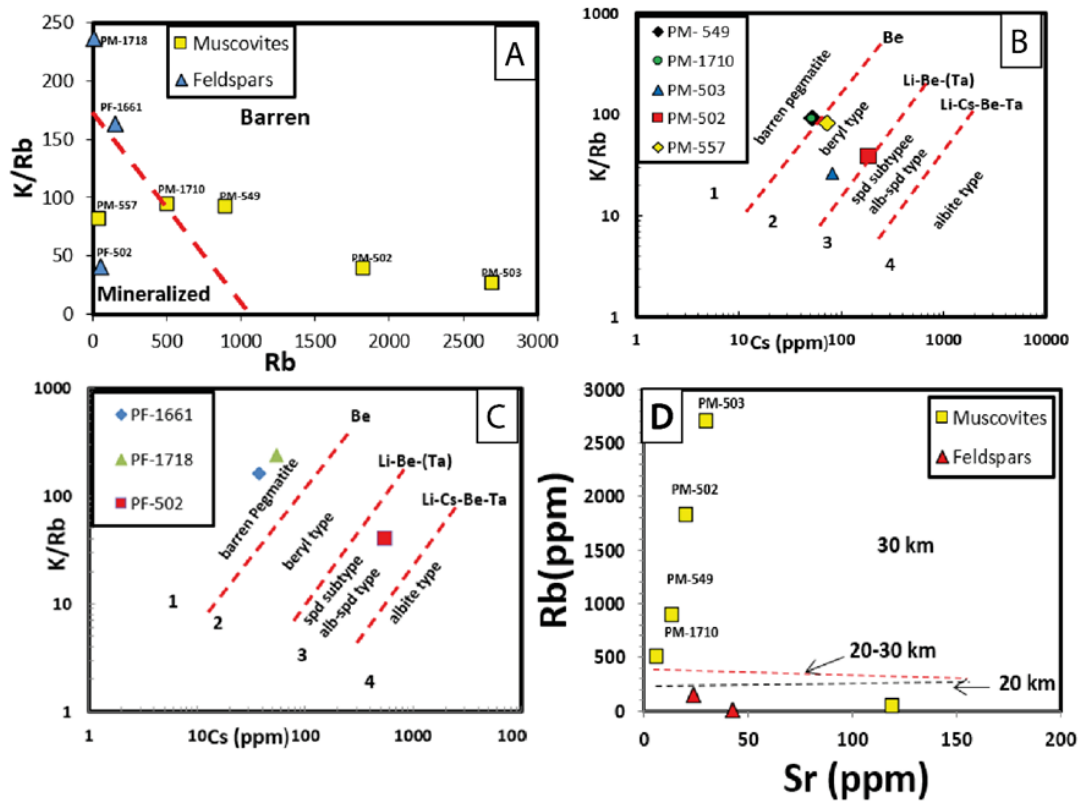 A
250
200
150
100
50
0
K/Rb
PM-1718
Muscovites
Feldspars
PF-1661
Barren
PM-1710
PM-549
PM-557
PF-502
PM-502
PM-503
Mineralized
0
500
1000
1500
2000
2500
3000
Rb
B
1000
100
10
1
K/Rb
PM- 549
PM-1710
PM-503
PM-502
PM-557
Be
Li-Be-(Ta)
Li-Cs-Be-Ta
barren pegmatite
beryl type
spd subtypee
alb-spd type
albite type
1
2
3
4
1
10
Cs (ppm)
100
1000
10000
C
1000
100
10
1
K/Rb
PF-1661
PF-1718
PF-502
Be
Li-Be-(Ta)
Li-Cs-Be-Ta
barren Pegmatite
beryl type
spd subtype
alb-spd type
albite type
1
2
3
4
1
10
Cs (ppm)
100
1000
100
D
3000
2500
2000
1500
1000
500
0
Rb(ppm)
PM-503
Muscovites
Feldspars
PM-502
30 km
PM-549
PM-1710
20-30 km
20 km
0
50
100
150
200
Sr (ppm)